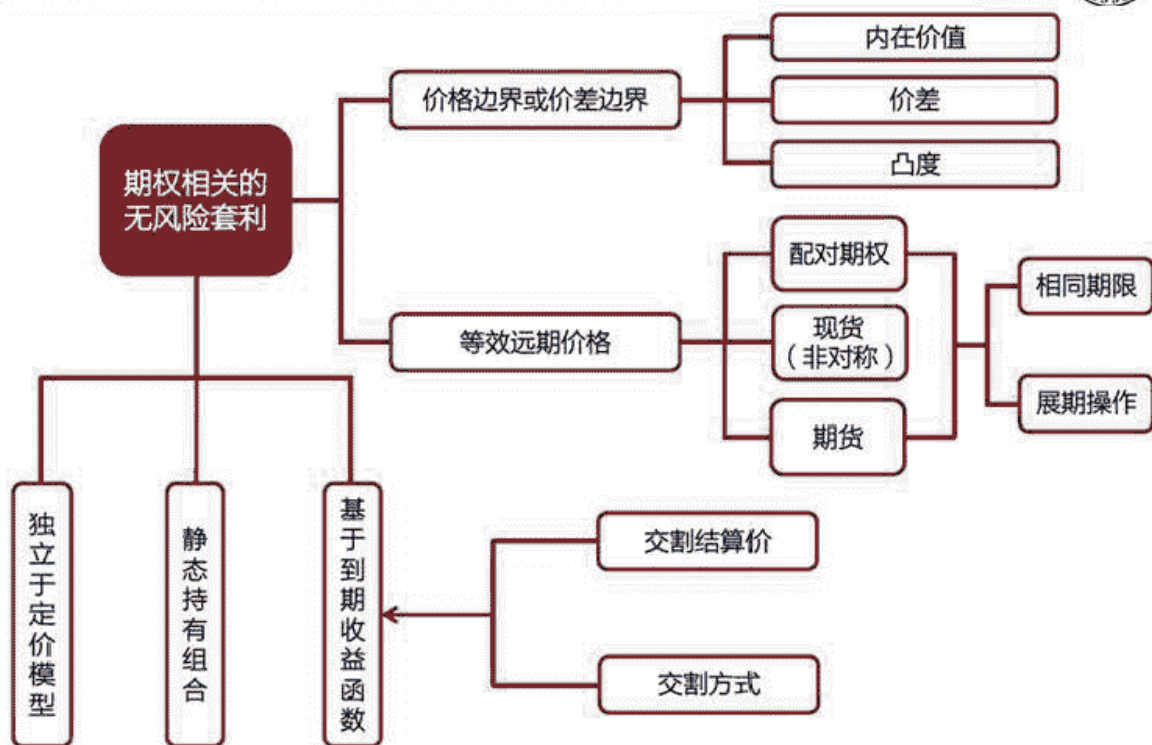 期权相关的
无风险套利
价格边界或价差边界
内在价值
价差
凸度
等效远期价格
配对期权
现货
（非对称）
期货
相同期限
展期操作
独立于定价模型
静态持有组合
基于到期收益函数
交割结算价
交割方式